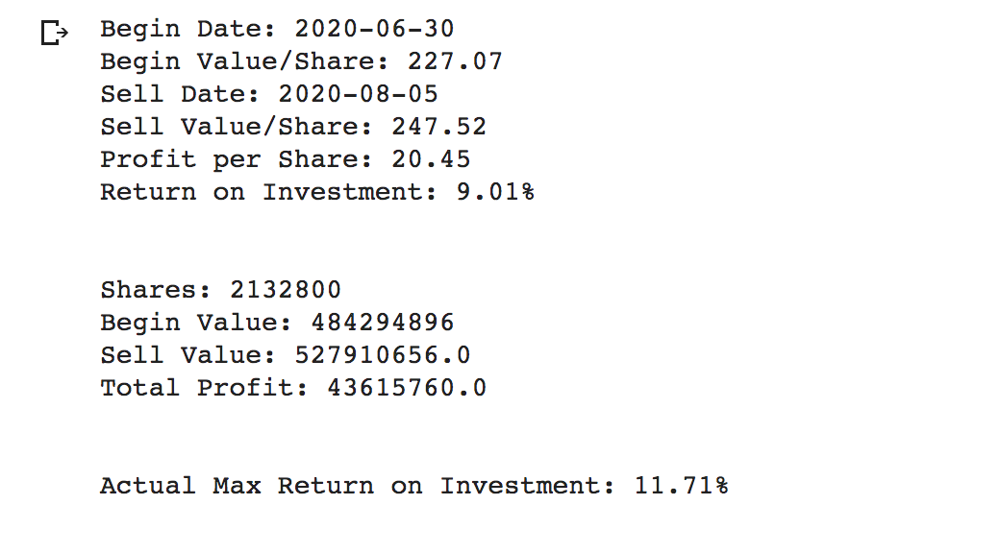 Begin Date: 2020-06-30
Begin Value/Share: 227.07
Sell Date: 2020-08-05
Sell Value/Share: 247.52
Profit per Share: 20.45
Return on Investment: 9.01%
Shares: 2132800
Begin Value: 484294896
Sell Value: 527910656.0
Total Profit: 43615760.0
Actual Max Return on Investment: 11.71%